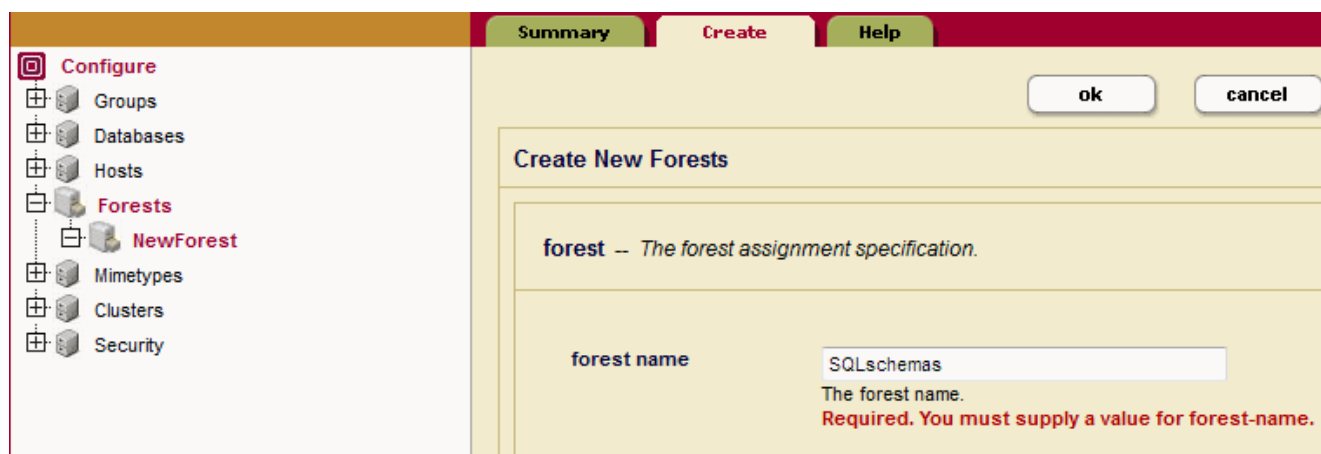 Summary
Create
Help
Configure
Groups
Databases
Hosts
Forests
NewForest
Mimetypes
Clusters
Security
ok
cancel
Create New Forests
forest -- The forest assignment specification.
forest name
SQLschemas
The forest name.
Required. You must supply a value for forest-name.